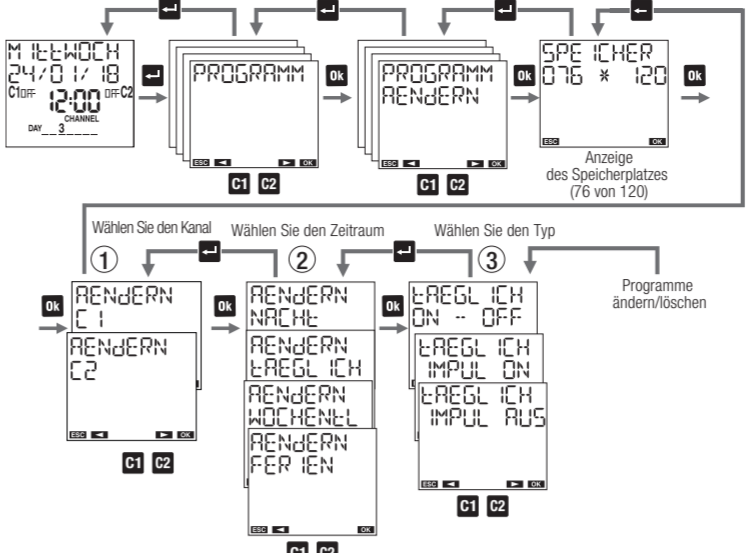 MIttWOCH
24/01/18
C1OFF 12:00 OFFC2
CHANNEL
DAY __3____
PROGRAMM
ESC ◄ ► OK
C1 C2
Ok
PROGRAMM
AENdERN
ESC ◄ ► OK
C1 C2
Ok
SPEICHER
076 * 120
ESC OK
Ok
Anzeige
des Speicherplatzes
(76 von 120)
Wählen Sie den Kanal
1
Ok
AENdERN
C1
AENdERN
C2
ESC ◄ ► OK
C1 C2
Wählen Sie den Zeitraum
2
Ok
AENdERN
NACHt
AENdERN
tAEGLICH
AENdERN
WOCHENtL
AENdERN
FERIEN
ESC ◄ OK
C1 C2
Wählen Sie den Typ
3
Ok
tAEGLICH
ON -- OFF
tAEGLICH
IMPUL ON
tAEGLICH
IMPUL AUS
ESC ◄ ► OK
C1 C2
Programme
ändern/löschen